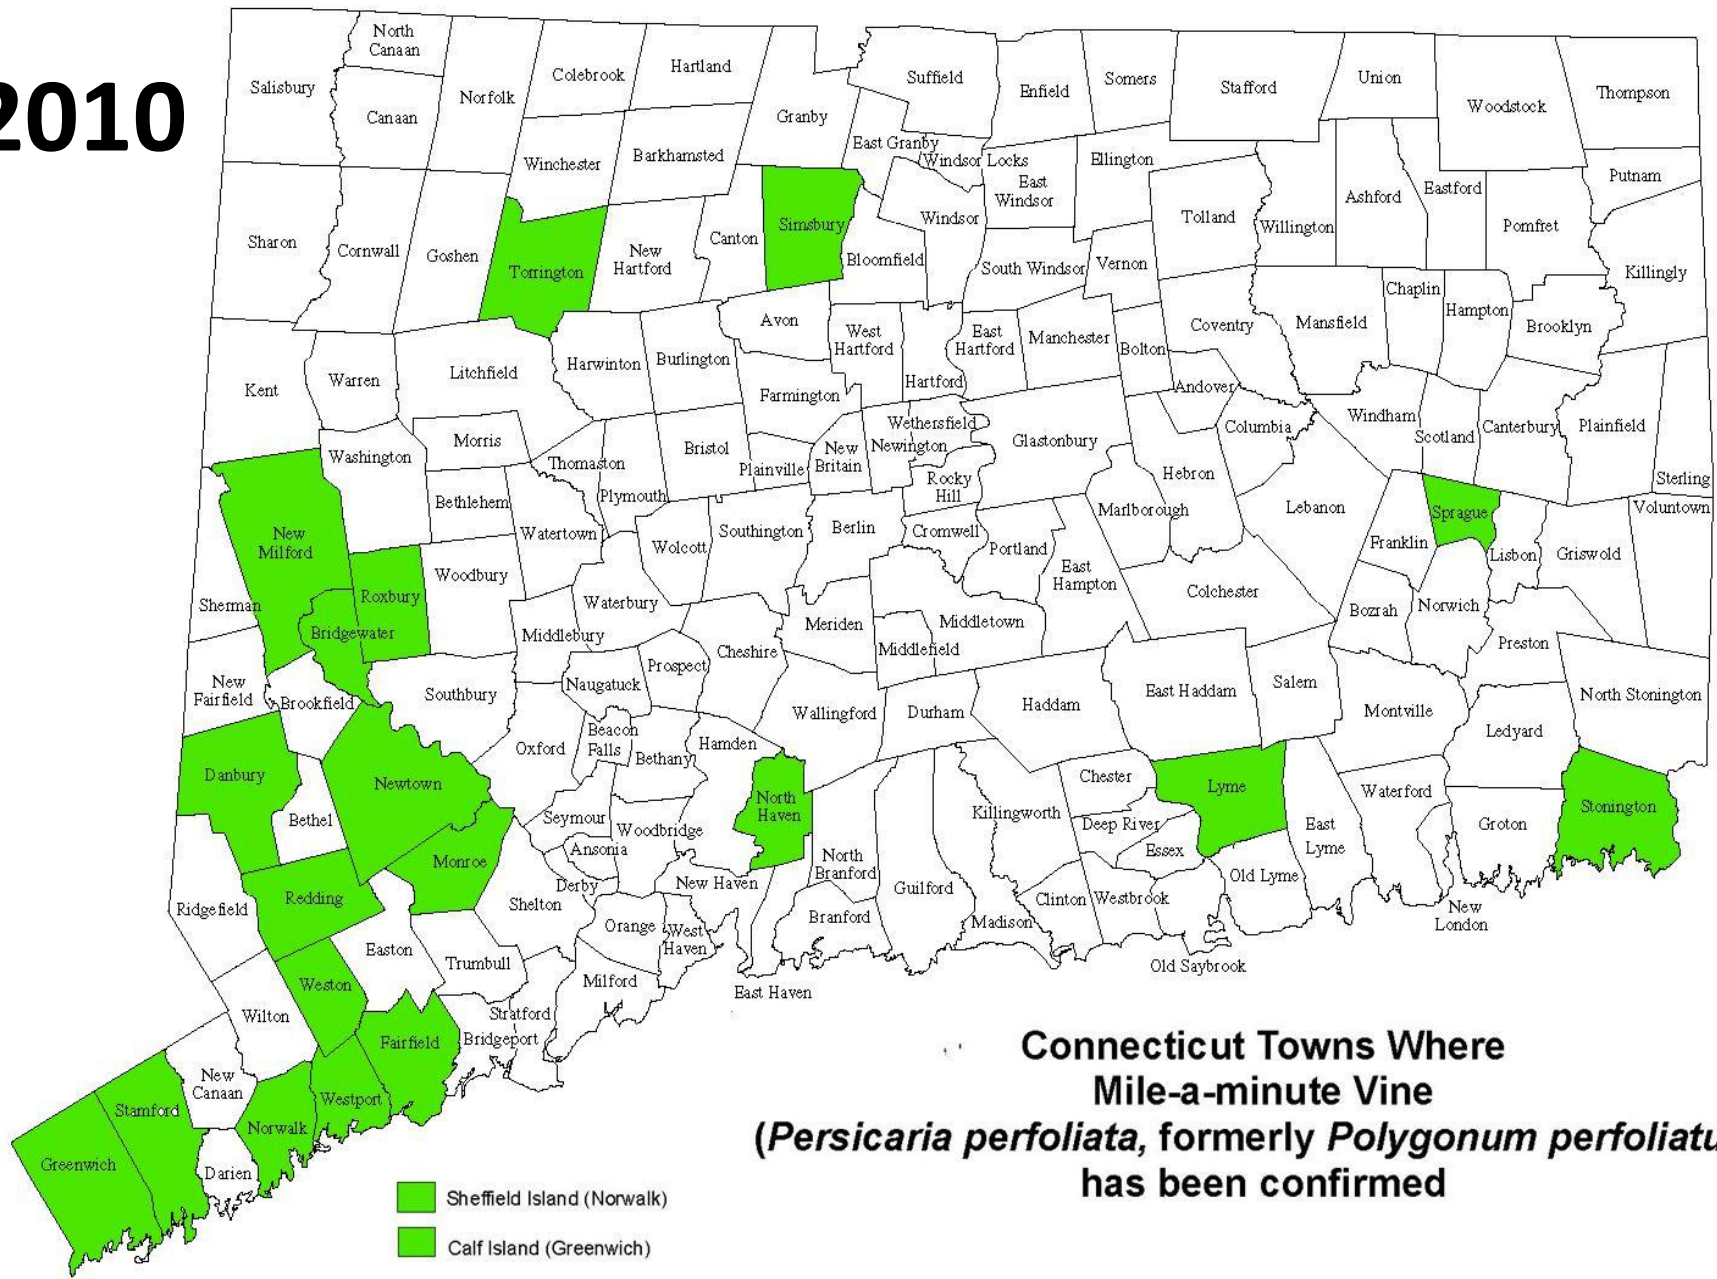 2010
North
Canaan
Salisbury
Canaan
Norfolk
Colebrook
Hartland
Granby
Suffield
Enfield
Somers
Stafford
Union
Woodstock
Thompson
Winchester
Barkhamsted
East Granby
Windsor Locks
East
Windsor
Ellington
Tolland
Willington
Ashford
Eastford
Pomfret
Putnam
Sharon
Cornwall
Goshen
Torrington
New
Hartford
Canton
Simsbury
Bloomfield
Windsor
South Windsor
Vernon
Killingly
Chaplin
Hampton
Brooklyn
Mansfield
Coventry
Avon
West
Hartford
Hartford
East
Hartford
Manchester
Bolton
Andover
Kent
Warren
Litchfield
Harwinton
Burlington
Farmington
Morris
Washington
Thomaston
Bristol
Plainville
New
Britain
Newington
Wethersfield
Rocky
Hill
Glastonbury
Hebron
Columbia
Windham
Scotland
Canterbury
Plainfield
Sterling
Voluntown
Bethlehem
Watertown
Plymouth
Wolcott
Southington
Berlin
Cromwell
Portland
East
Hampton
Marlborough
Lebanon
Franklin
Sprague
Lisbon
Griswold
New
Milford
Sherman
Roxbury
Bridgewater
Woodbury
Middlebury
Waterbury
Cheshire
Meriden
Middlefield
Middletown
Colchester
Bozrah
Norwich
Preston
New
Fairfield
Brookfield
Southbury
Naugatuck
Prospect
Wallingford
Durham
Haddam
East Haddam
Salem
Montville
Ledyard
North Stonington
Danbury
Bethel
Newtown
Oxford
Beacon
Falls
Bethany
Hamden
North
Haven
Killingworth
Chester
Deep River
Essex
Lyme
East
Lyme
Waterford
Groton
Stonington
Redding
Ridgefield
Monroe
Seymour
Ansonia
Derby
Woodbridge
New Haven
North
Branford
Branford
Guilford
Madison
Clinton
Westbrook
Old Lyme
New
London
Old Saybrook
Shelton
Orange
West
Haven
East Haven
Milford
Easton
Trumbull
Stratford
Bridgeport
Weston
Wilton
Fairfield
Westport
Norwalk
New
Canaan
Darien
Stamford
Greenwich
Connecticut Towns Where
Mile-a-minute Vine
(Persicaria perfoliata, formerly Polygonum perfoliatu
has been confirmed
Sheffield Island (Norwalk)
Calf Island (Greenwich)